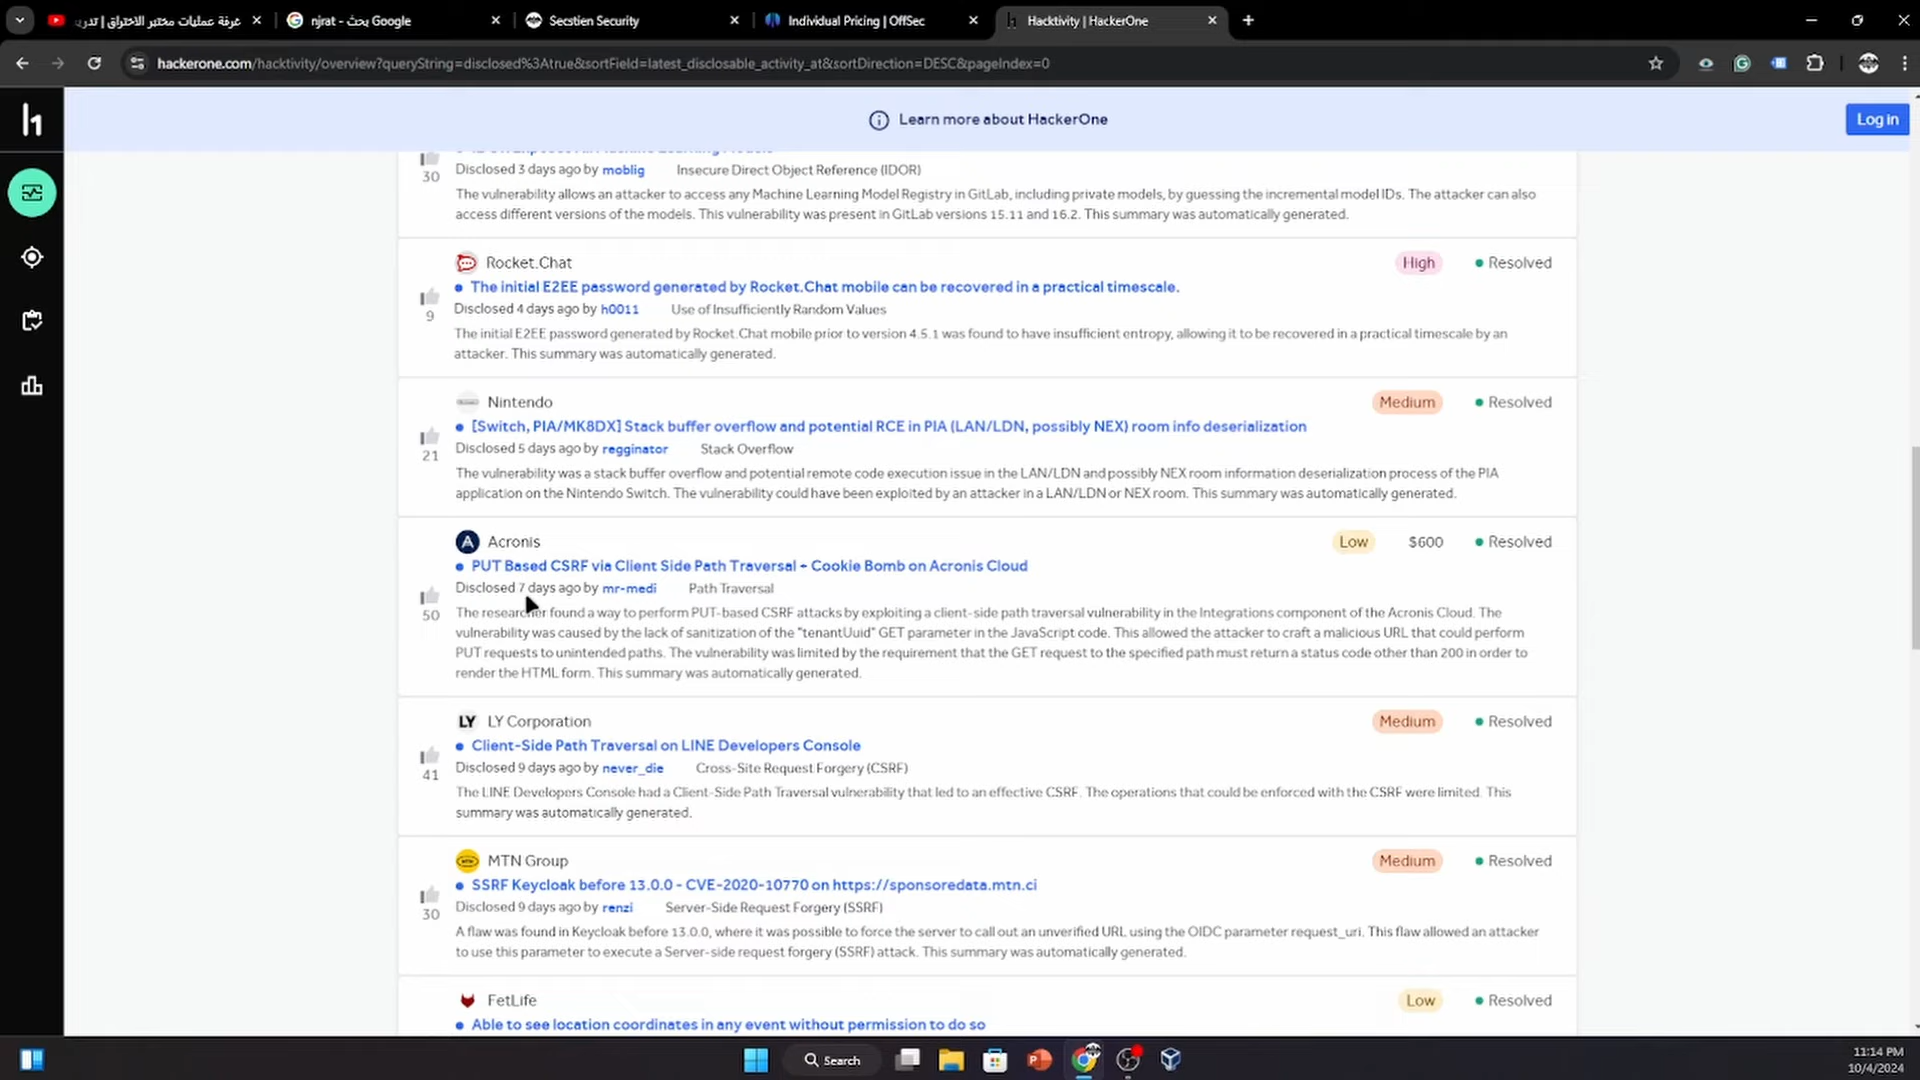 غرفة عمليات مختبر الاختراق | تدريـ
njrat - بحث Google
Secstien Security
Individual Pricing | OffSec
Hacktivity | HackerOne
hackerone.com/hacktivity/overview?queryString=disclosed%3Atrue&sortField=latest_disclosable_activity_at&sortDirection=DESC&pageIndex=0
Learn more about HackerOne
Log in
30
Disclosed 3 days ago by moblig Insecure Direct Object Reference (IDOR)
The vulnerability allows an attacker to access any Machine Learning Model Registry in GitLab, including private models, by guessing the incremental model IDs. The attacker can also
access different versions of the models. This vulnerability was present in GitLab versions 15.11 and 16.2. This summary was automatically generated.
Rocket.Chat High Resolved
The initial E2EE password generated by Rocket.Chat mobile can be recovered in a practical timescale.
9
Disclosed 4 days ago by h0011 Use of Insufficiently Random Values
The initial E2EE password generated by Rocket.Chat mobile prior to version 4.5.1 was found to have insufficient entropy, allowing it to be recovered in a practical timescale by an
attacker. This summary was automatically generated.
Nintendo Medium Resolved
[Switch, PIA/MK8DX] Stack buffer overflow and potential RCE in PIA (LAN/LDN, possibly NEX) room info deserialization
21
Disclosed 5 days ago by regginator Stack Overflow
The vulnerability was a stack buffer overflow and potential remote code execution issue in the LAN/LDN and possibly NEX room information deserialization process of the PIA
application on the Nintendo Switch. The vulnerability could have been exploited by an attacker in a LAN/LDN or NEX room. This summary was automatically generated.
Acronis Low $600 Resolved
PUT Based CSRF via Client Side Path Traversal + Cookie Bomb on Acronis Cloud
50
Disclosed 7 days ago by mr-medi Path Traversal
The researcher found a way to perform PUT-based CSRF attacks by exploiting a client-side path traversal vulnerability in the Integrations component of the Acronis Cloud. The
vulnerability was caused by the lack of sanitization of the "tenantUuid" GET parameter in the JavaScript code. This allowed the attacker to craft a malicious URL that could perform
PUT requests to unintended paths. The vulnerability was limited by the requirement that the GET request to the specified path must return a status code other than 200 in order to
render the HTML form. This summary was automatically generated.
LY LY Corporation Medium Resolved
Client-Side Path Traversal on LINE Developers Console
41
Disclosed 9 days ago by never_die Cross-Site Request Forgery (CSRF)
The LINE Developers Console had a Client-Side Path Traversal vulnerability that led to an effective CSRF. The operations that could be enforced with the CSRF were limited. This
summary was automatically generated.
MTN Group Medium Resolved
SSRF Keycloak before 13.0.0 - CVE-2020-10770 on https://sponsoredata.mtn.ci
30
Disclosed 9 days ago by renzi Server-Side Request Forgery (SSRF)
A flaw was found in Keycloak before 13.0.0, where it was possible to force the server to call out an unverified URL using the OIDC parameter request_uri. This flaw allowed an attacker
to use this parameter to execute a Server-side request forgery (SSRF) attack. This summary was automatically generated.
FetLife Low Resolved
Able to see location coordinates in any event without permission to do so
Search
11:14 PM
10/4/2024